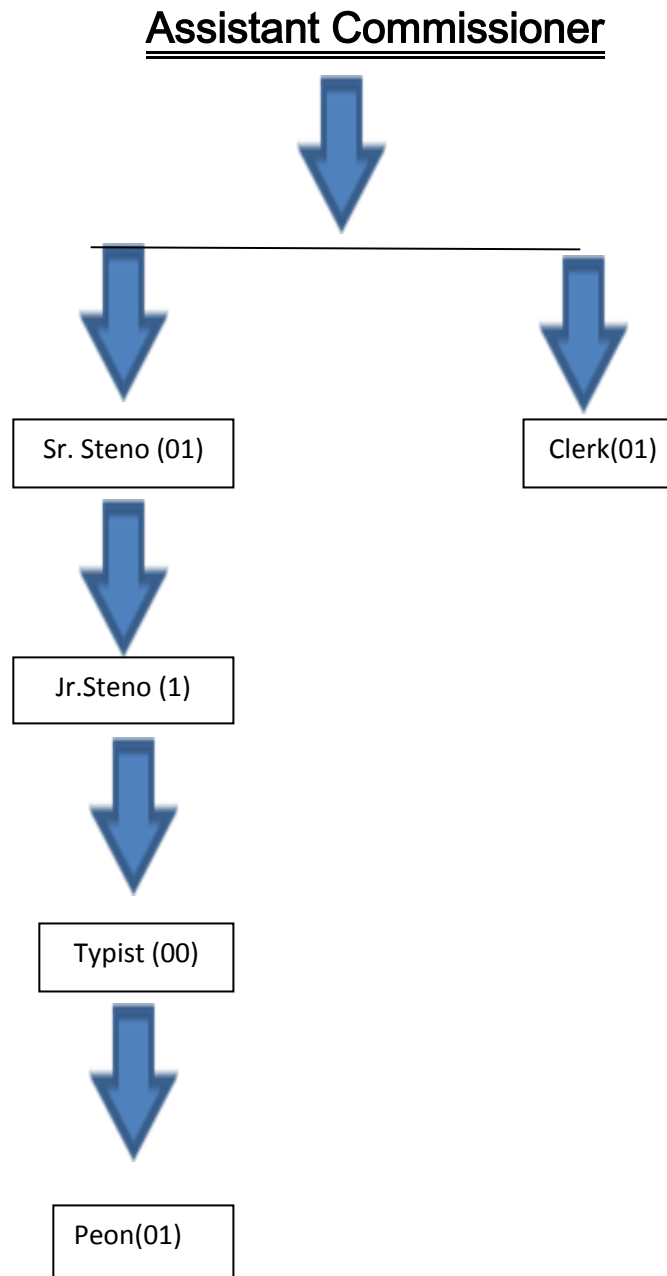 Assistant Commissioner
Sr. Steno (01)
Clerk(01)
Jr.Steno (1)
Typist (00)
Peon(01)